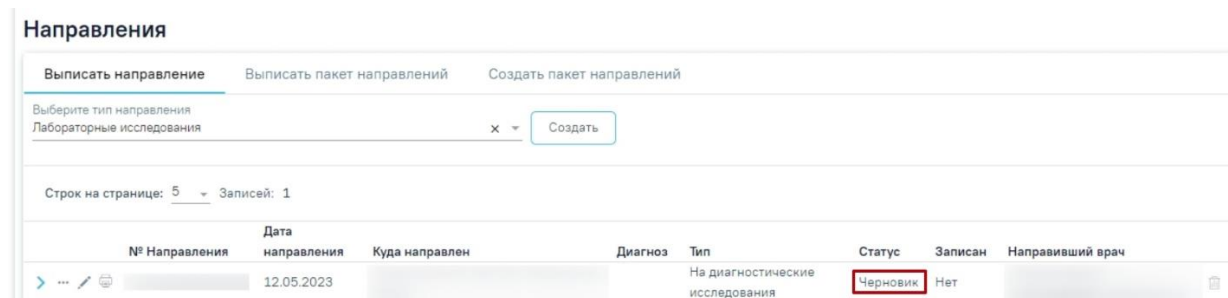 Направления
Выписать направление Выписать пакет направлений Создать пакет направлений
Выберите тип направления
Лабораторные исследования
Создать
Строк на странице: 5 Записей: 1
№ Направления Дата направления Куда направлен Диагноз Тип Статус Записан Направивший врач
12.05.2023 На диагностические исследования Черновик Нет